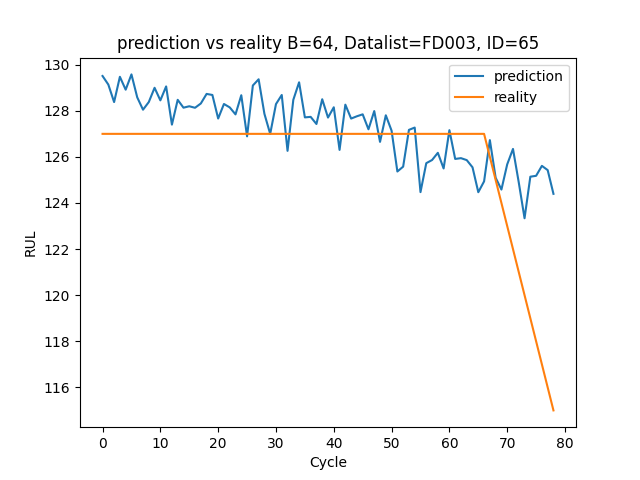 prediction vs reality B=64, Datalist=FD003, ID=65
prediction
reality
130
128
126
124
122
120
118
116
RUL
0 10 20 30 40 50 60 70 80
Cycle